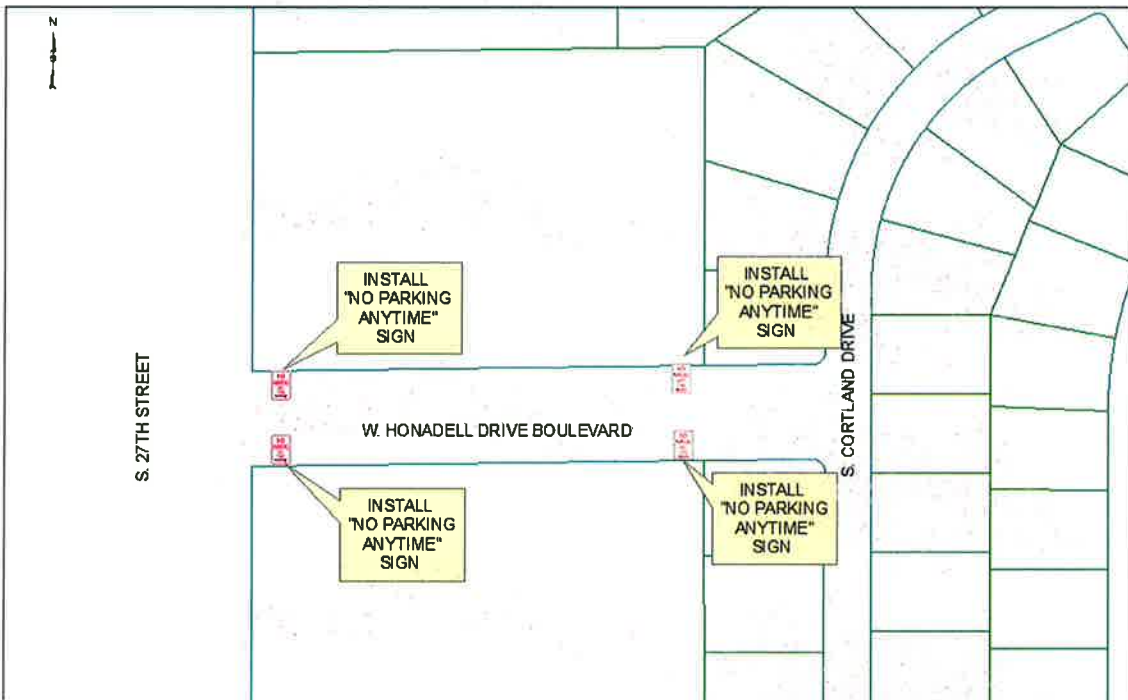 N
INSTALL
"NO PARKING
ANYTIME"
SIGN
INSTALL
"NO PARKING
ANYTIME"
SIGN
S. 27TH STREET
W. HONADELL DRIVE BOULEVARD
S. CORTLAND DRIVE
INSTALL
"NO PARKING
ANYTIME"
SIGN
INSTALL
"NO PARKING
ANYTIME"
SIGN